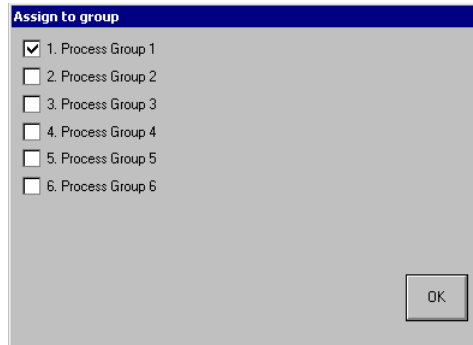 Assign to group
1. Process Group 1
2. Process Group 2
3. Process Group 3
4. Process Group 4
5. Process Group 5
6. Process Group 6
OK